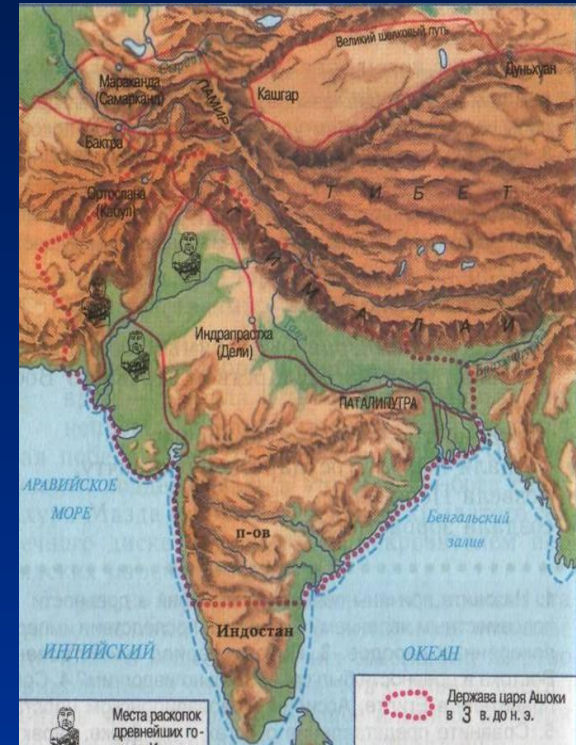 Великий шелковый путь
Дуньхуан
Мараканда
(Самарканд)
Кашгар
ПАМИР
Бактра
Ортоспана
(Кабул)
ТИБЕТ
ГИМАЛАИ
Индрапрастха
(Дели)
ПАТАЛИПУТРА
АРАВИЙСКОЕ
МОРЕ
Бенгальский
залив
п-ов
Индостан
ИНДИЙСКИЙ
ОКЕАН
Места раскопок
древнейших го-
Держава царя Ашоки
в 3 в. до н. э.